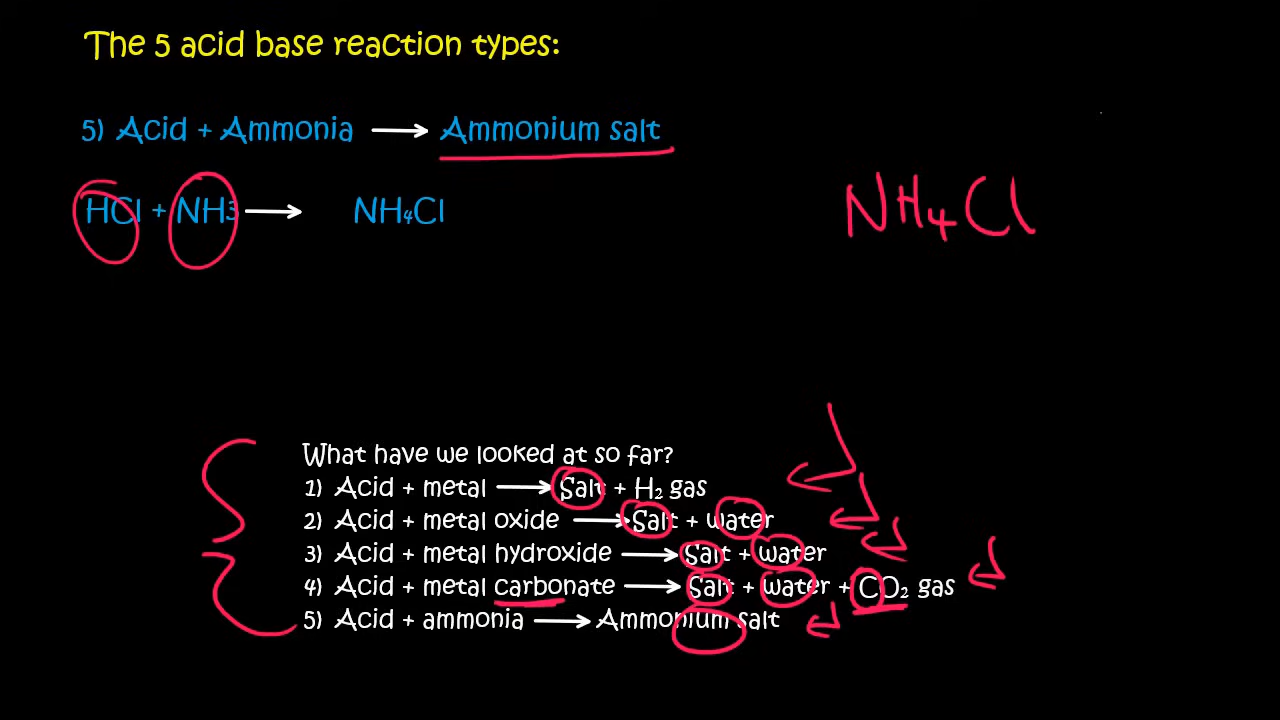 The 5 acid base reaction types:
5) Acid + Ammonia ⟶ Ammonium salt
HCl + NH3 ⟶ NH₄Cl
NH₄Cl
What have we looked at so far?
1) Acid + metal ⟶ Salt + H₂ gas
2) Acid + metal oxide ⟶ Salt + water
3) Acid + metal hydroxide ⟶ Salt + water
4) Acid + metal carbonate ⟶ Salt + water + CO₂ gas
5) Acid + ammonia ⟶ Ammonium salt